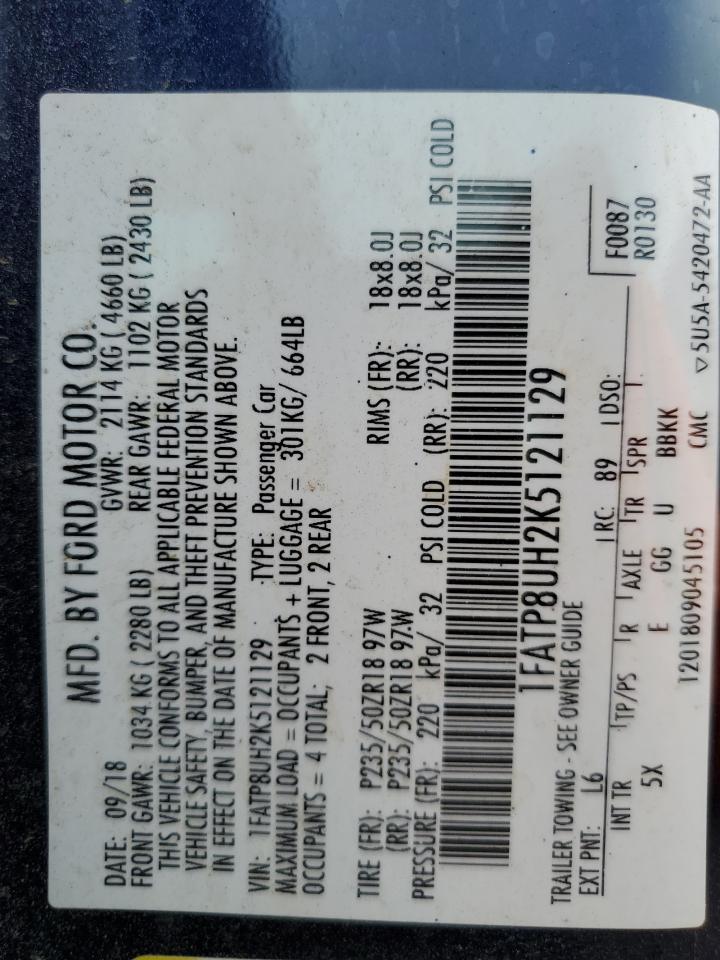 MFD. BY FORD MOTOR CO.
DATE: 09/18 GVWR: 2114 KG ( 4660 LB)
FRONT GAWR: 1034 KG ( 2280 LB) REAR GAWR: 1102 KG ( 2430 LB)
THIS VEHICLE CONFORMS TO ALL APPLICABLE FEDERAL MOTOR
VEHICLE SAFETY, BUMPER, AND THEFT PREVENTION STANDARDS
IN EFFECT ON THE DATE OF MANUFACTURE SHOWN ABOVE.
VIN: 1FATP8UH2K5121129 TYPE: Passenger Car
MAXIMUM LOAD = OCCUPANTS + LUGGAGE = 301KG/ 664LB
OCCUPANTS = 4 TOTAL; 2 FRONT, 2 REAR
TIRE (FR): P235/50ZR18 97W RIMS (FR): 18x8.0J
(RR): P235/50ZR18 97W (RR): 18x8.0J
PRESSURE (FR): 220 kPa/ 32 PSI COLD (RR): 220 kPa/ 32 PSI COLD
1FATP8UH2K5121129
TRAILER TOWING - SEE OWNER GUIDE
EXT PNT: L6 RC: 89 DSO: F0087
R0130
INT TR TP/PS R AXLE TR SPR
5X E GG U BBKK
1201809045105 CMC ▽5U5A-5420472-AA